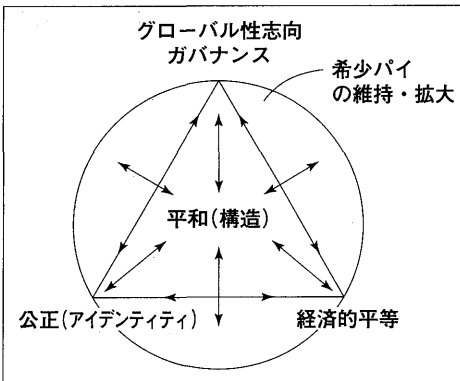 グローバル性志向
ガバナンス
希少パイ
の維持・拡大
平和(構造)
公正(アイデンティティ)
経済的平等